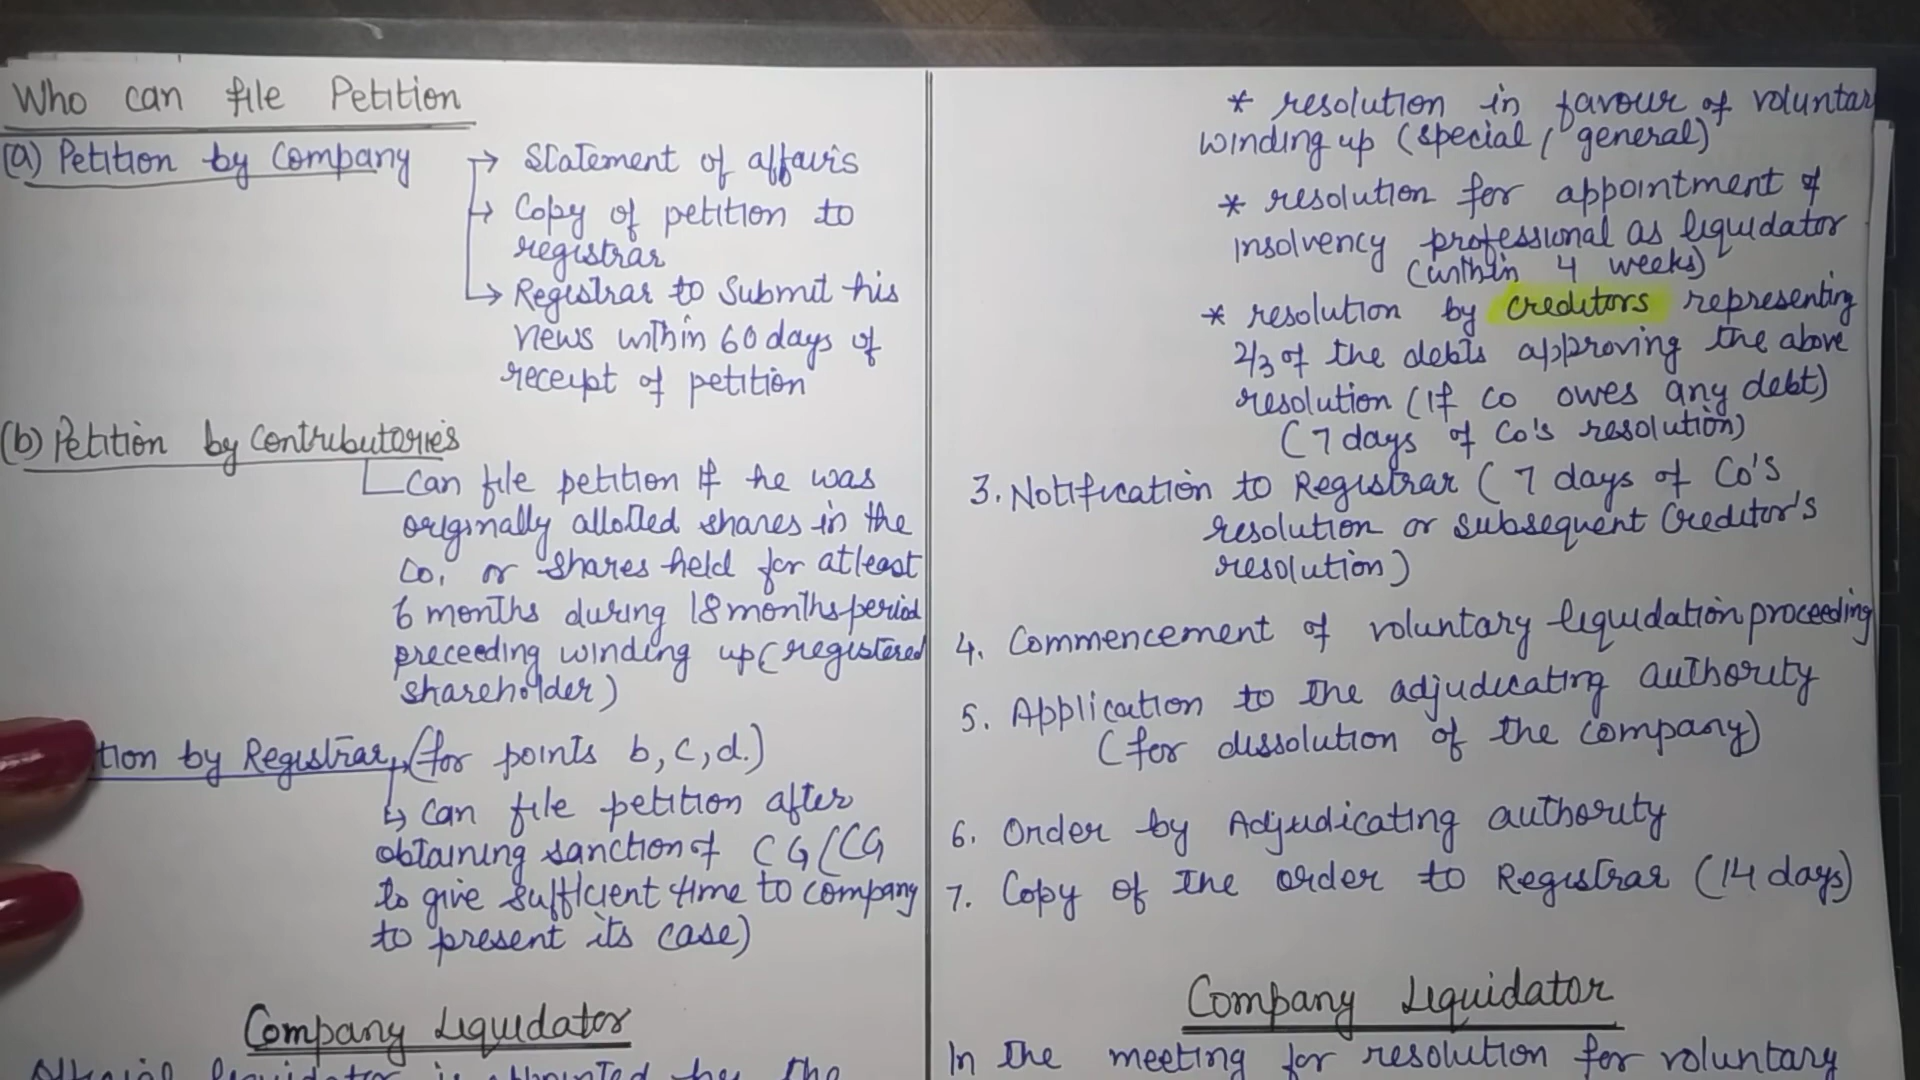 Who can file Petition
(a) Petition by Company → Statement of affairs
→ Copy of petition to
registrar
→ Registrar to Submit his
views within 60 days of
receipt of petition
(b) Petition by Contributories
Can file petition if he was
originally allotted shares in the
Co. or shares held for atleast
6 months during 18 months period
preceeding winding up (registered
shareholder)
tion by Registrar (for points b, c, d.)
↳ Can file petition after
obtaining sanction of CG (CG
to give sufficient time to company
to present its case)
Company Liquidator
liquidator is appointed by the
* resolution in favour of voluntar
winding up (special / general)
* resolution for appointment of
insolvency professional as liquidator
(within 4 weeks)
* resolution by creditors representing
2/3 of the debts approving the above
resolution (if co owes any debt)
(7 days of Co's resolution)
3. Notification to Registrar (7 days of Co's
resolution or subsequent Creditor's
resolution)
4. Commencement of voluntary liquidation proceeding
5. Application to the adjudicating authority
(for dissolution of the company)
6. Order by Adjudicating authority
7. Copy of the order to Registrar (14 days)
Company Liquidator
In the meeting for resolution for voluntary